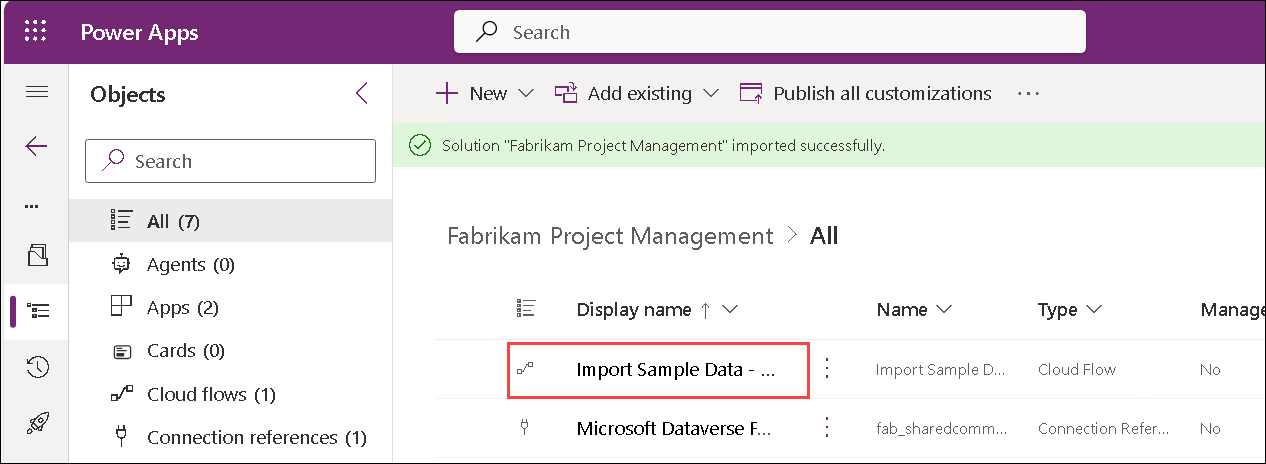 Power Apps
Search
Objects
New
Add existing
Publish all customizations
Search
Solution "Fabrikam Project Management" imported successfully.
All (7)
Agents (0)
Apps (2)
Cards (0)
Cloud flows (1)
Connection references (1)
Fabrikam Project Management > All
Display name Name Type Manage
Import Sample Data - ... Import Sample D... Cloud Flow No
Microsoft Dataverse F... fab_sharedcomm... Connection Refer... No